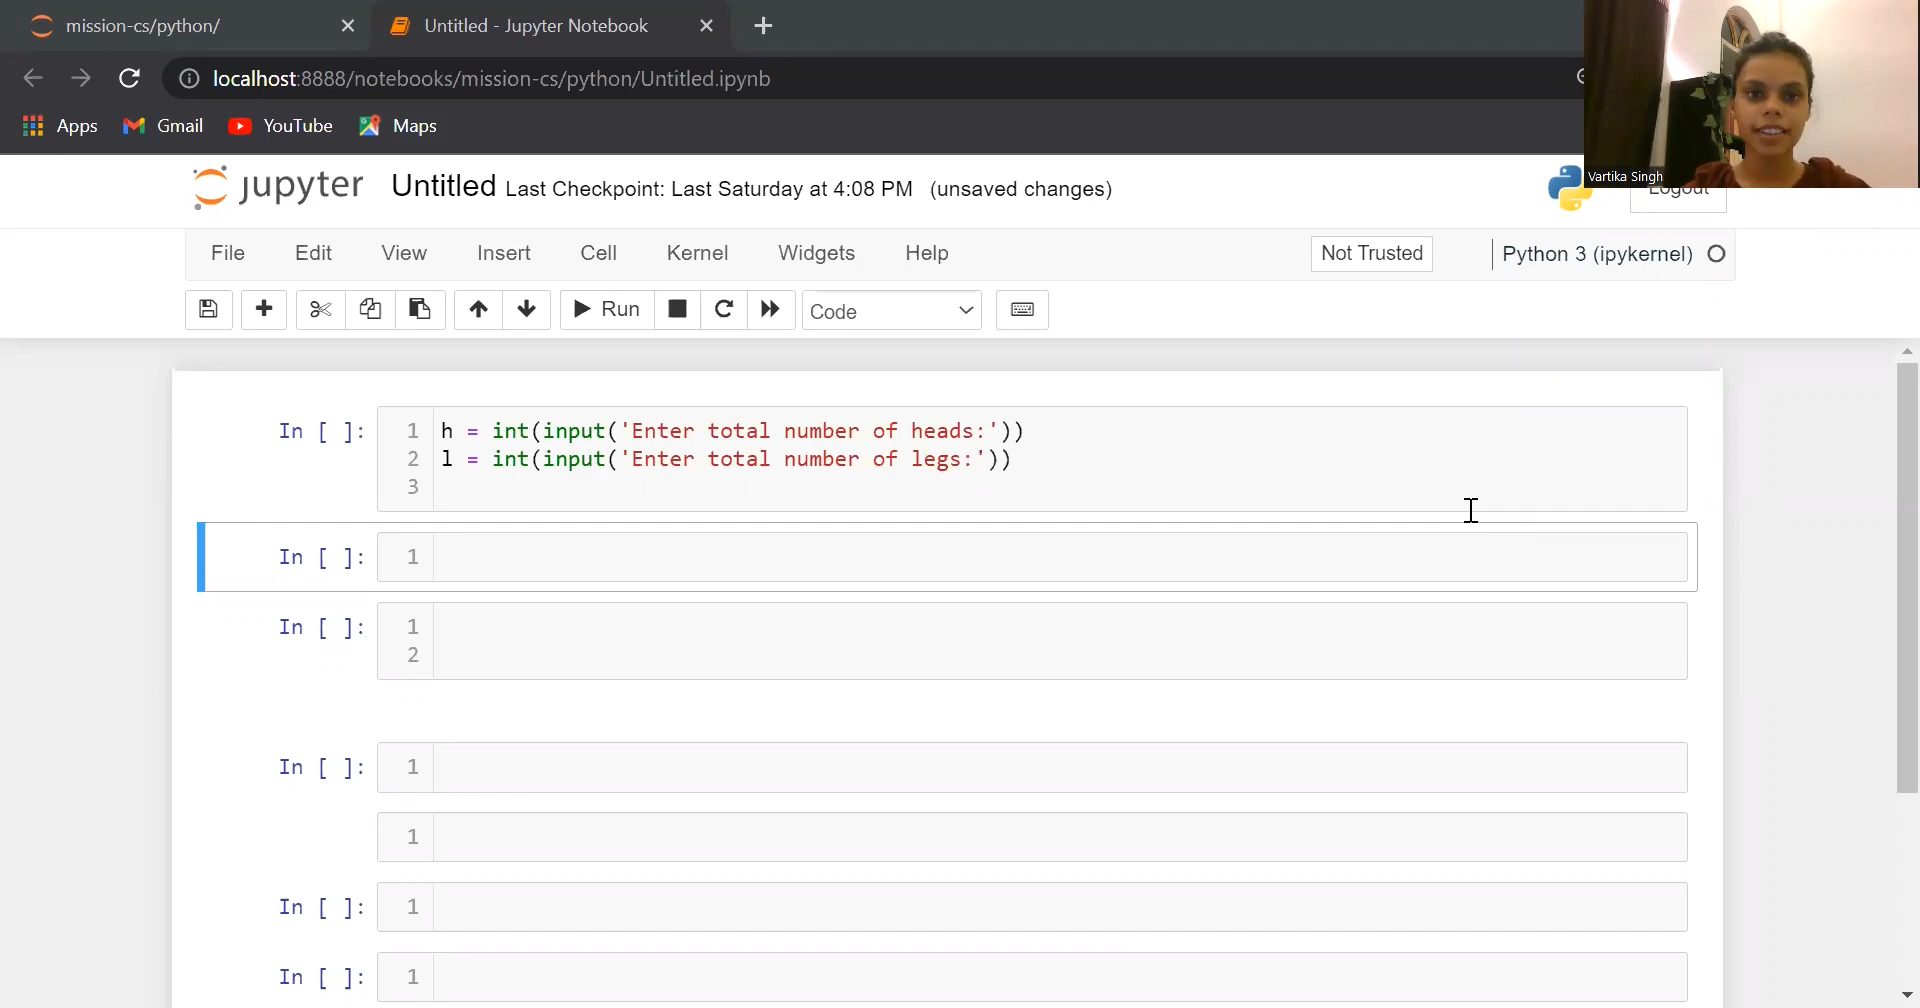 mission-cs/python/
Untitled - Jupyter Notebook
localhost:8888/notebooks/mission-cs/python/Untitled.ipynb
Apps Gmail YouTube Maps
Vartika Singh
jupyter Untitled Last Checkpoint: Last Saturday at 4:08 PM (unsaved changes)
Logout
File Edit View Insert Cell Kernel Widgets Help Not Trusted Python 3 (ipykernel)
Run Code
In [ ]: 1 h = int(input('Enter total number of heads:'))
2 l = int(input('Enter total number of legs:'))
3
In [ ]: 1
In [ ]: 1
2
In [ ]: 1
1
In [ ]: 1
In [ ]: 1